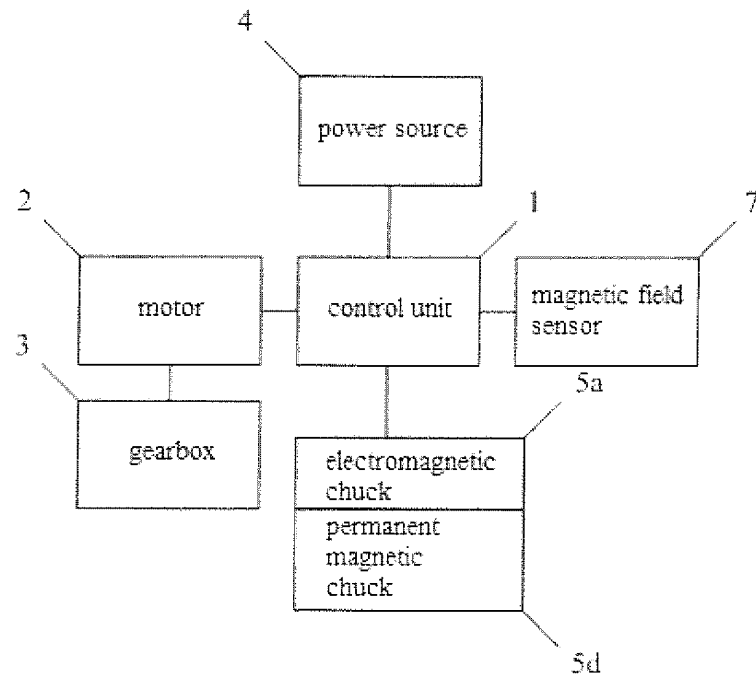 4
power source
2
1
7
motor
control unit
magnetic field
sensor
3
5a
gearbox
electromagnetic
chuck
permanent
magnetic
chuck
5d